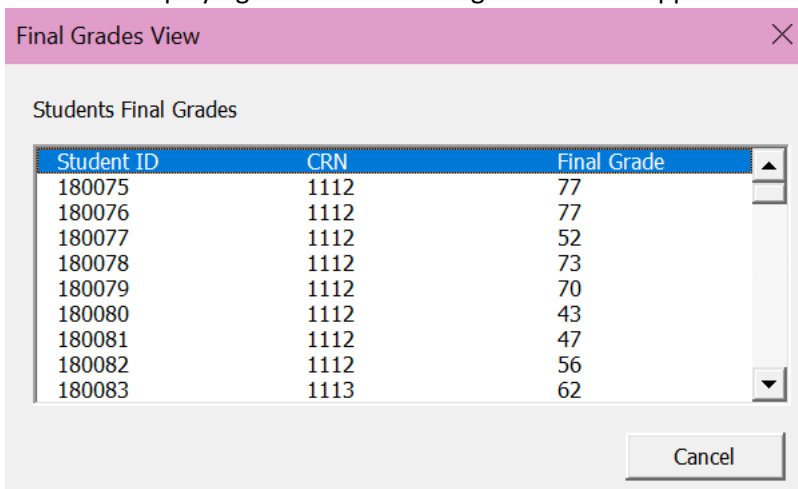 Final Grades View
Students Final Grades
Student ID CRN Final Grade
180075 1112 77
180076 1112 77
180077 1112 52
180078 1112 73
180079 1112 70
180080 1112 43
180081 1112 47
180082 1112 56
180083 1113 62
Cancel